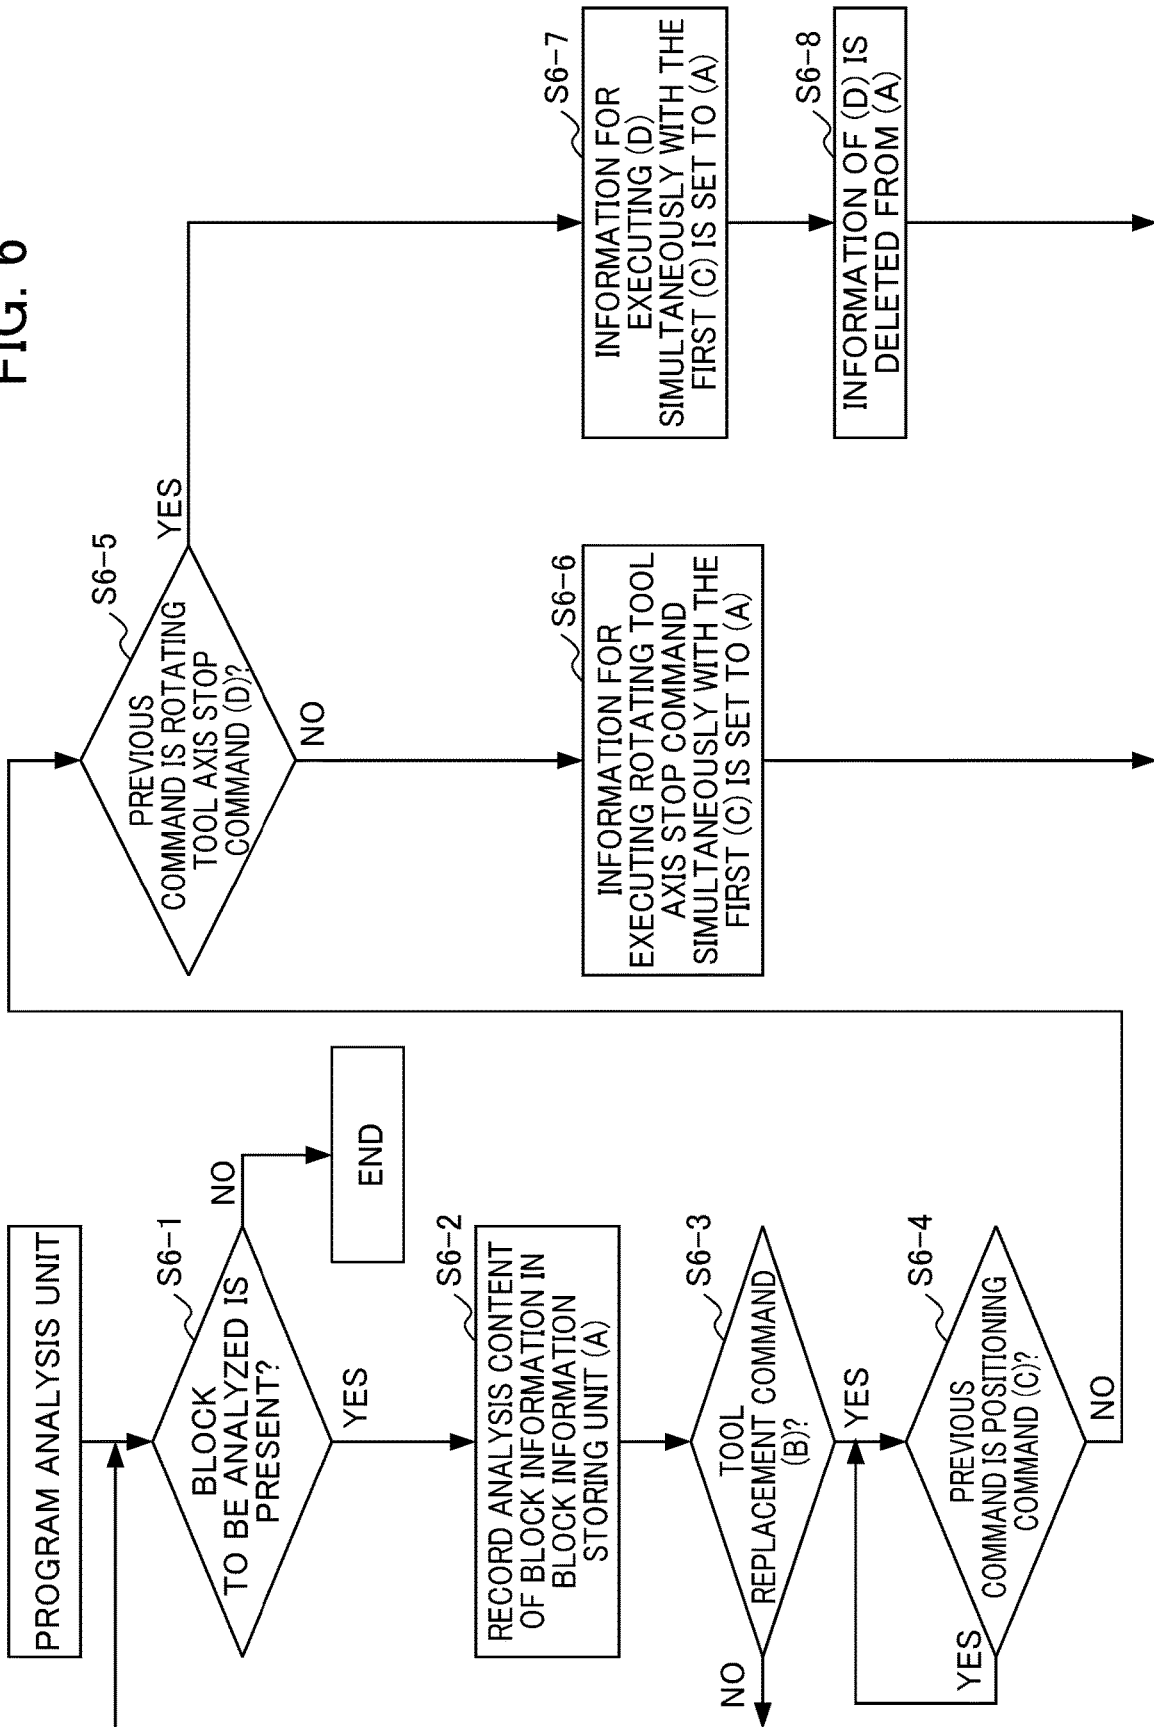 FIG. 6
PROGRAM ANALYSIS UNIT
S6-1
BLOCK
TO BE ANALYZED IS
PRESENT?
NO
END
YES
S6-2
RECORD ANALYSIS CONTENT
OF BLOCK INFORMATION IN
BLOCK INFORMATION
STORING UNIT (A)
S6-3
TOOL
REPLACEMENT COMMAND
(B)?
NO
YES
S6-4
PREVIOUS
COMMAND IS POSITIONING
COMMAND (C)?
YES
NO
S6-5
PREVIOUS
COMMAND IS ROTATING
TOOL AXIS STOP
COMMAND (D)?
YES
NO
S6-6
INFORMATION FOR
EXECUTING ROTATING TOOL
AXIS STOP COMMAND
SIMULTANEOUSLY WITH THE
FIRST (C) IS SET TO (A)
S6-7
INFORMATION FOR
EXECUTING (D)
SIMULTANEOUSLY WITH THE
FIRST (C) IS SET TO (A)
S6-8
INFORMATION OF (D) IS
DELETED FROM (A)